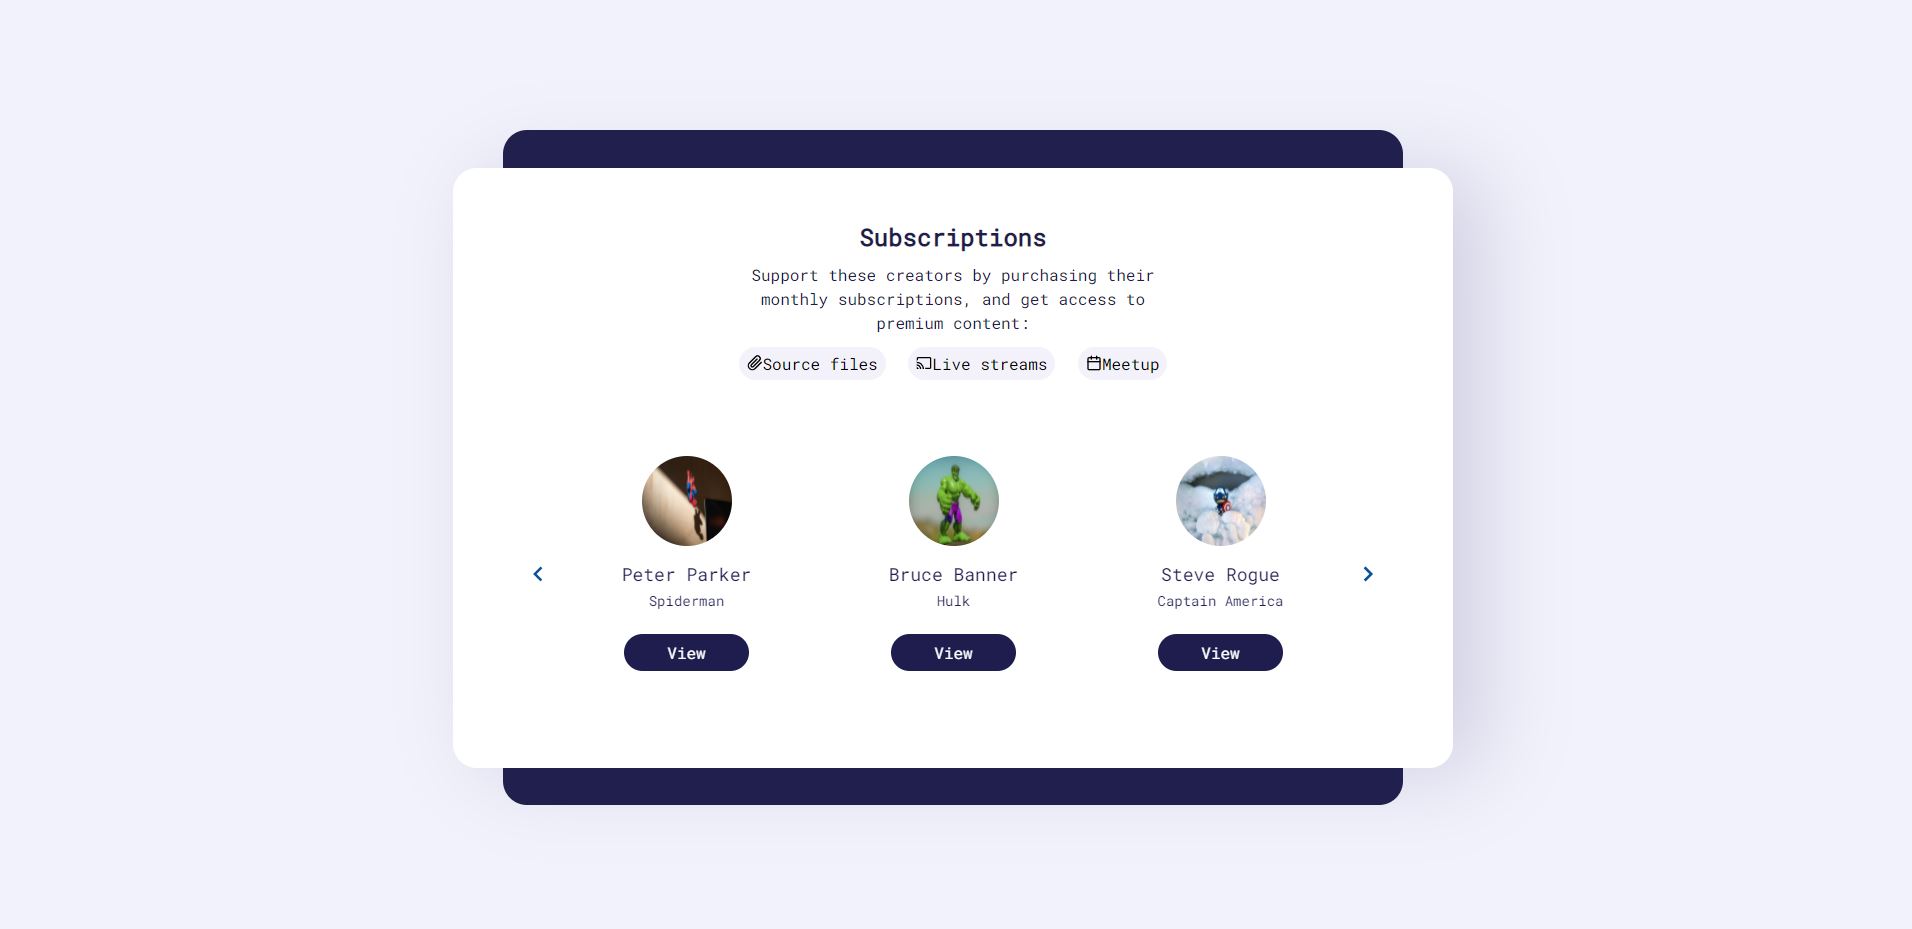 Subscriptions
Support these creators by purchasing their
monthly subscriptions, and get access to
premium content:
Source files
Live streams
Meetup
Peter Parker
Spiderman
View
Bruce Banner
Hulk
View
Steve Rogue
Captain America
View